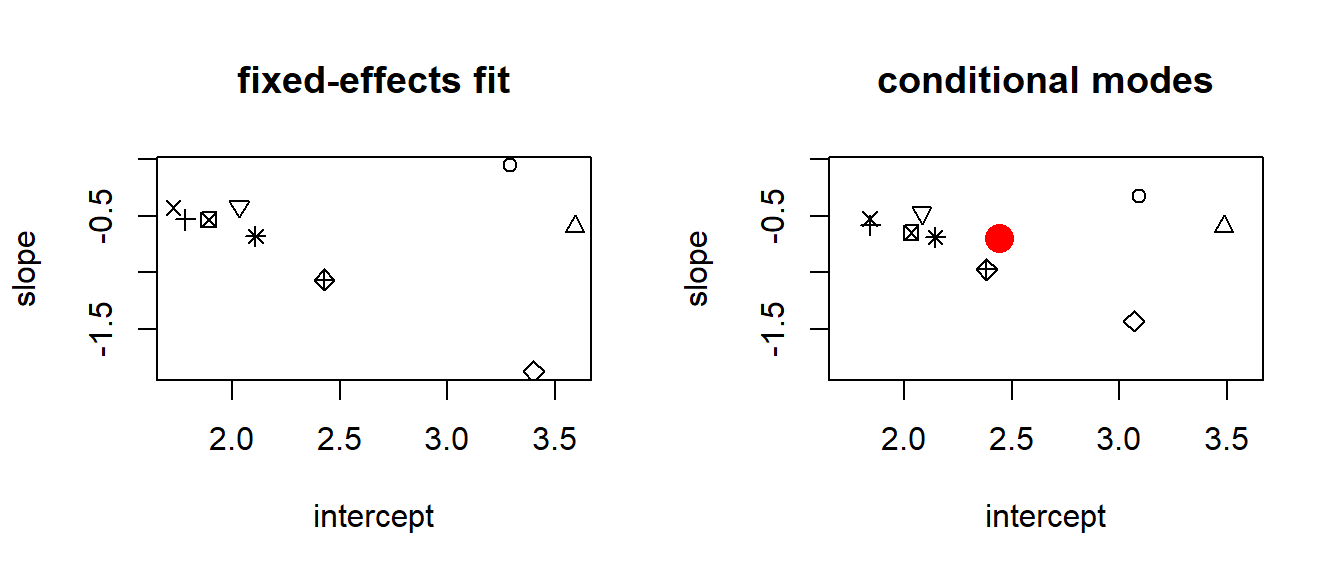 fixed-effects fit
slope
-0.5
-1.5
2.0 2.5 3.0 3.5
intercept
conditional modes
slope
-0.5
-1.5
2.0 2.5 3.0 3.5
intercept